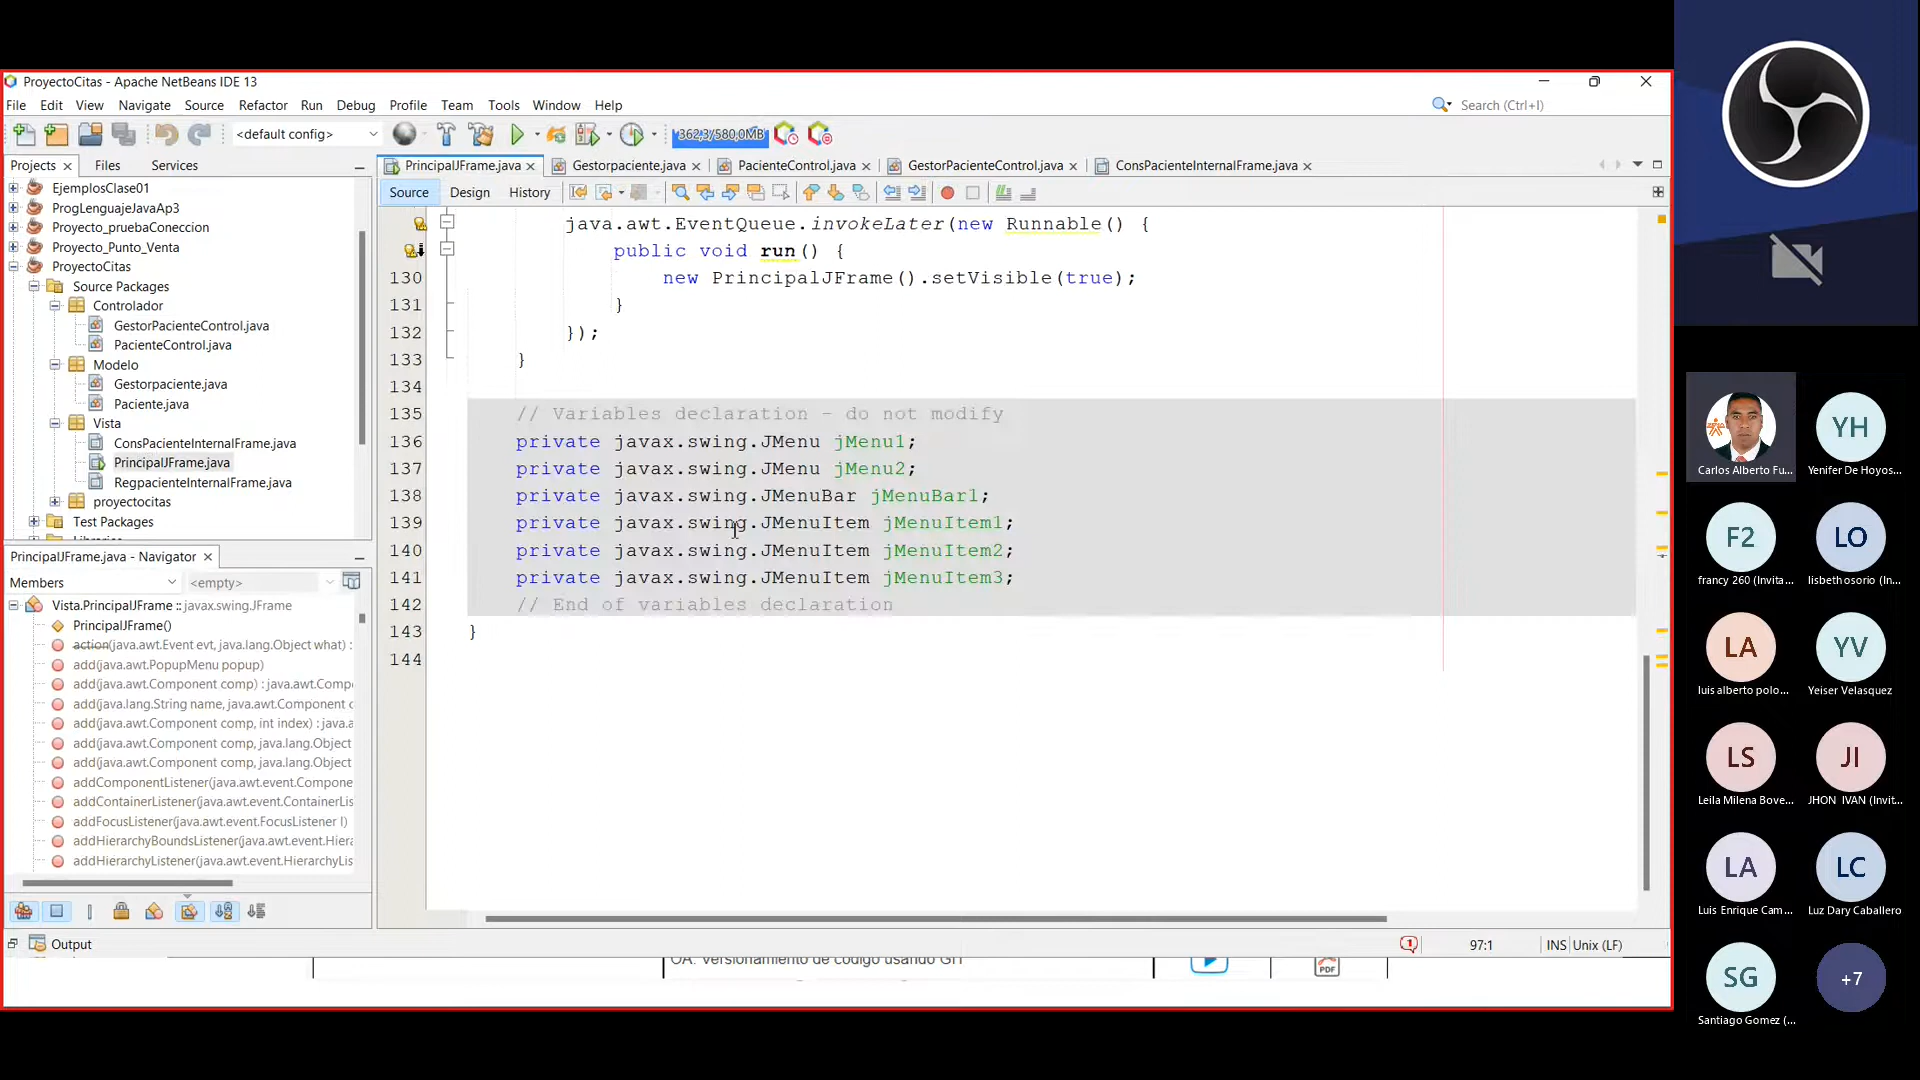 ProyectoCitas - Apache NetBeans IDE 13
File Edit View Navigate Source Refactor Run Debug Profile Team Tools Window Help
Search (Ctrl+I)
<default config>
362,3/580,0MB
Projects Files Services
PrincipalJFrame.java Gestorpaciente.java PacienteControl.java GestorPacienteControl.java ConsPacienteInternalFrame.java
Source Design History
EjemplosClase01
ProgLenguajeJavaAp3
Proyecto_pruebaConeccion
Proyecto_Punto_Venta
ProyectoCitas
Source Packages
Controlador
GestorPacienteControl.java
PacienteControl.java
Modelo
Gestorpaciente.java
Paciente.java
Vista
ConsPacienteInternalFrame.java
PrincipalJFrame.java
RegpacienteInternalFrame.java
proyectocitas
Test Packages
java.awt.EventQueue.invokeLater(new Runnable() {
public void run() {
130 new PrincipalJFrame().setVisible(true);
131 }
132 });
133 }
134
135 // Variables declaration - do not modify
136 private javax.swing.JMenu jMenu1;
137 private javax.swing.JMenu jMenu2;
138 private javax.swing.JMenuBar jMenuBar1;
139 private javax.swing.JMenuItem jMenuItem1;
140 private javax.swing.JMenuItem jMenuItem2;
141 private javax.swing.JMenuItem jMenuItem3;
142 // End of variables declaration
143 }
144
PrincipalJFrame.java - Navigator
Members <empty>
Vista.PrincipalJFrame :: javax.swingJFrame
PrincipalJFrame()
action(java.awt.Event evt, java.lang.Object what) :
add(java.awt.PopupMenu popup)
add(java.awt.Component comp) : java.awt.Compo
add(java.lang.String name, java.awt.Component c
add(java.awt.Component comp, int index) : java.a
add(java.awt.Component comp, java.lang.Object
add(java.awt.Component comp, java.lang.Object
addComponentListener(java.awt.event.Compone
addContainerListener(java.awt.event.ContainerLis
addFocusListener(java.awt.event.FocusListener l)
addHierarchyBoundsListener(java.awt.event.Hiera
addHierarchyListener(java.awt.event.HierarchyLis
Output
1
97:1
INS Unix (LF)
OA. Versionamiento de código usando GIT
PDF
Carlos Alberto Fu...
YH
Yenifer De Hoyos...
F2
francy 260 (Invita...
LO
lisbeth osorio (In...
LA
luis alberto polo...
YV
Yeiser Velasquez
LS
Leila Milena Bove...
JI
JHON IVAN (Invit...
LA
Luis Enrique Cam...
LC
Luz Dary Caballero
SG
Santiago Gomez (...
+7